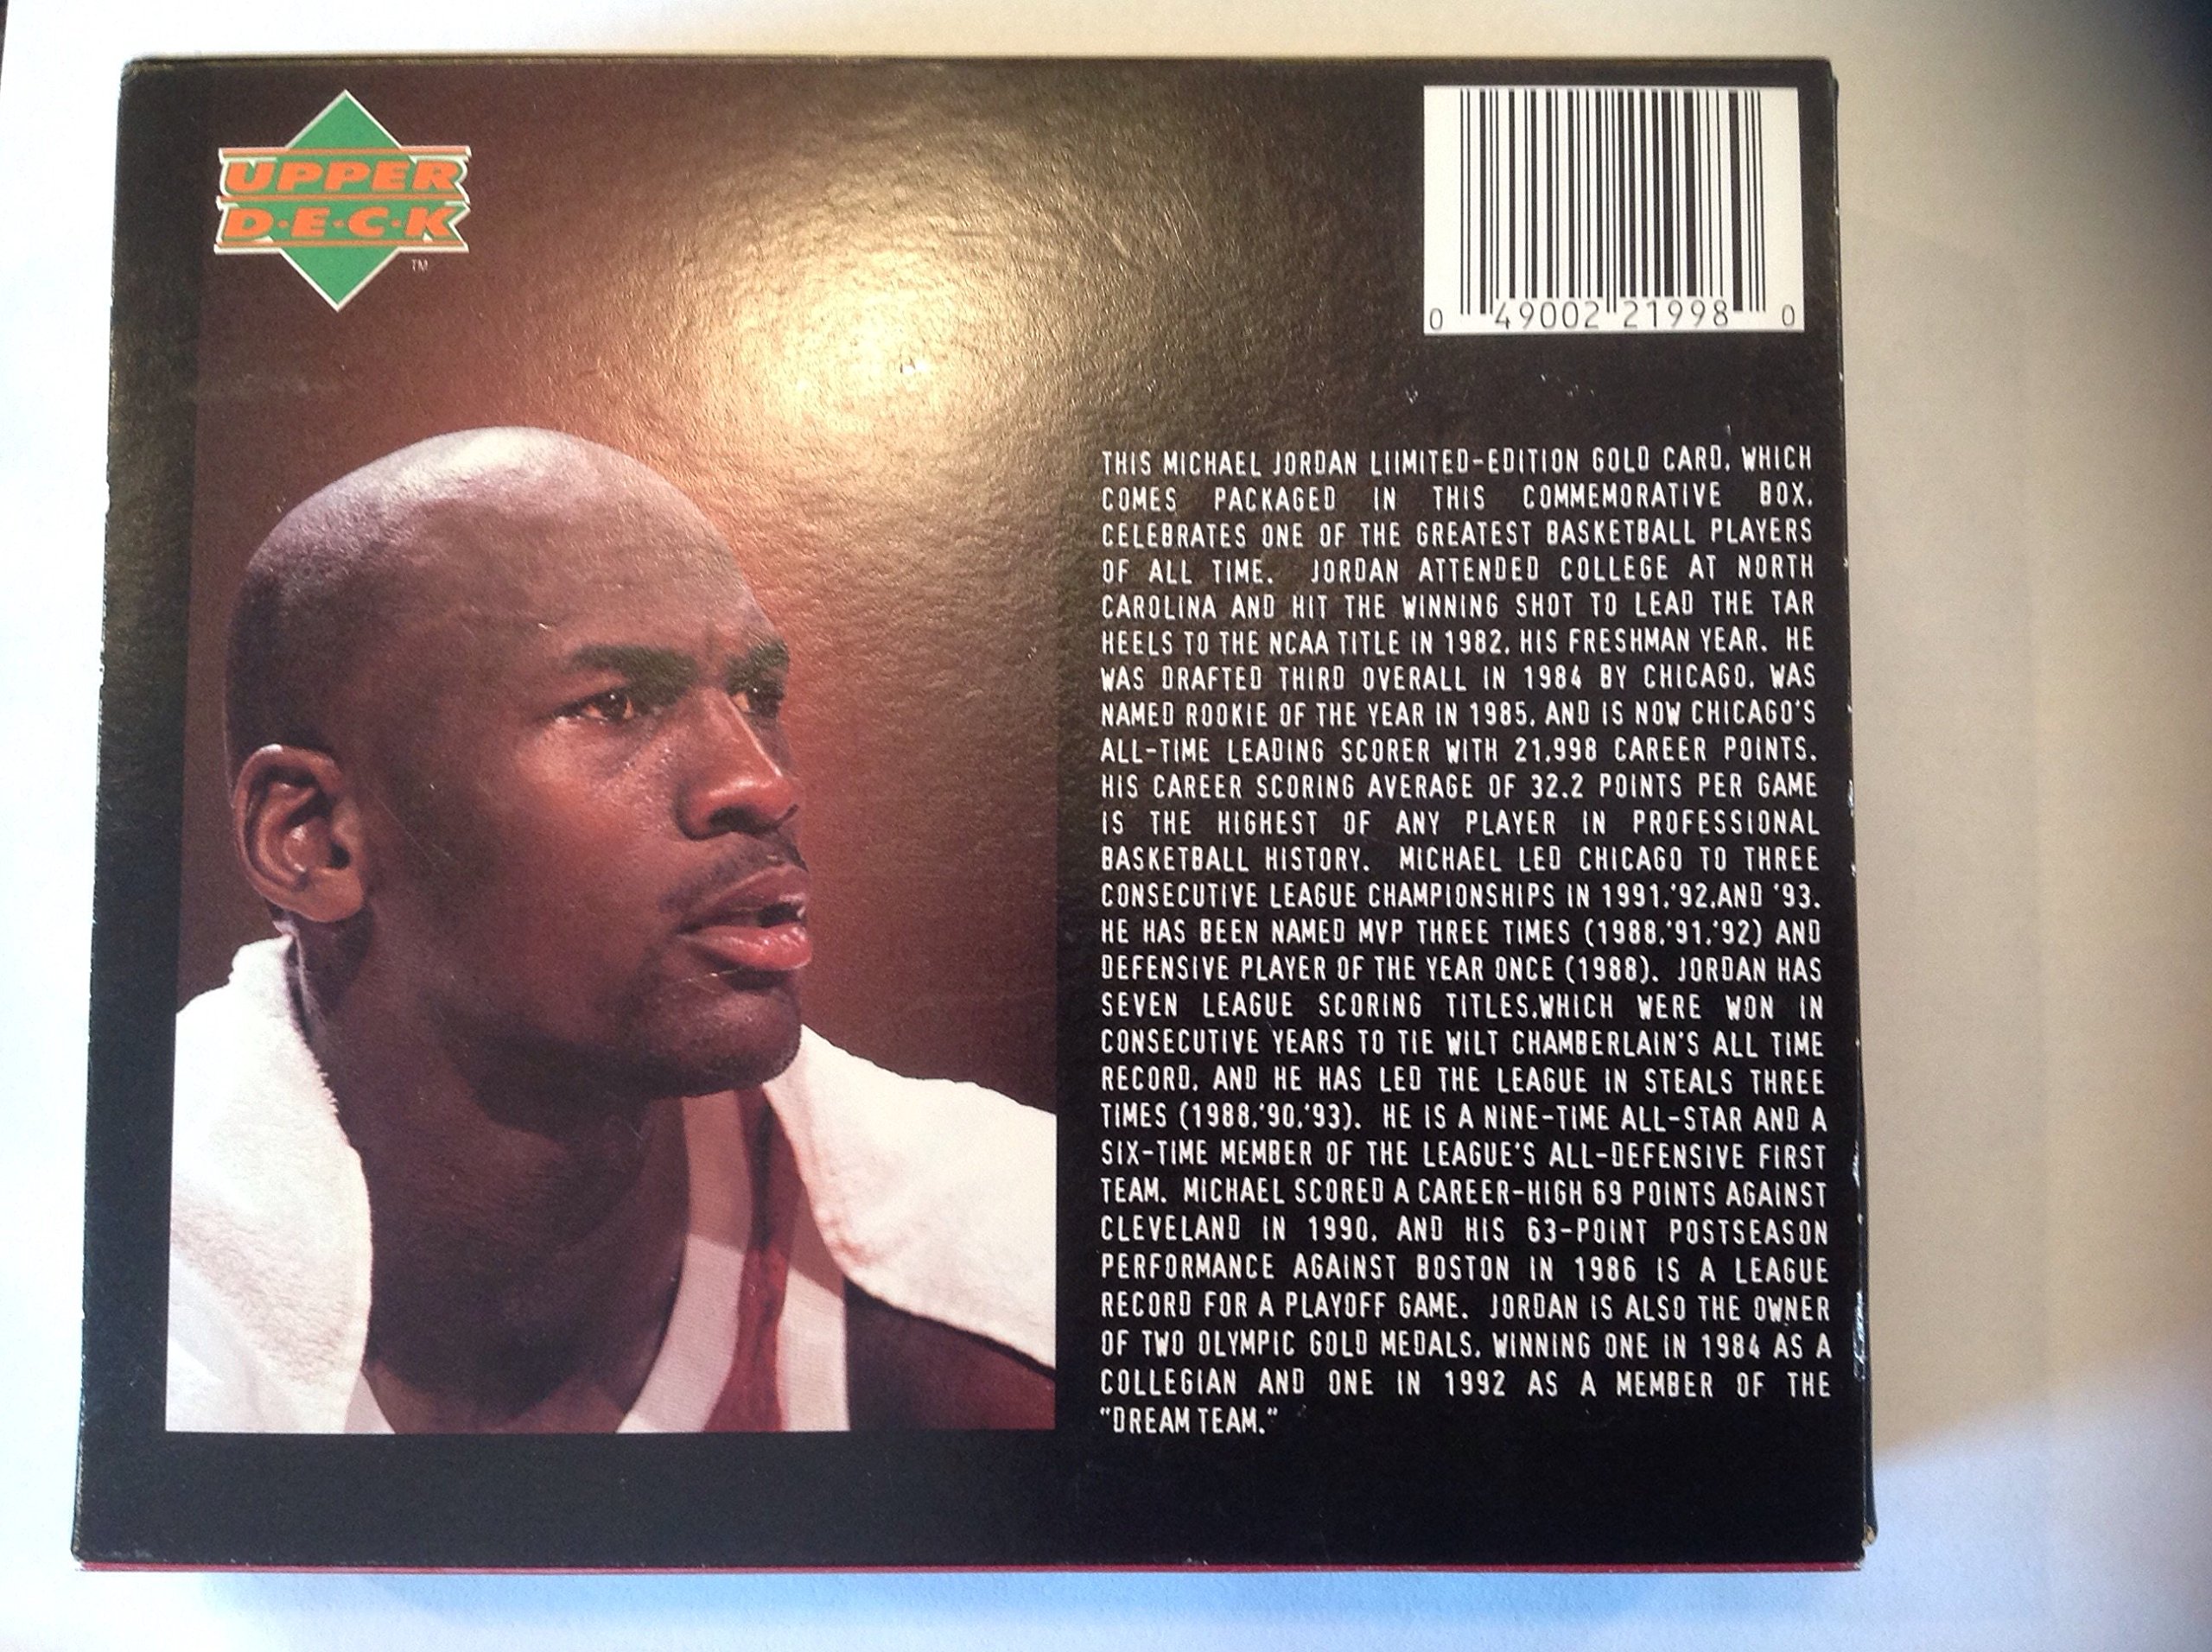 UPPER
D·E·C·K
TM
0 49002 21998 0
THIS MICHAEL JORDAN LIIMITED-EDITION GOLD CARD, WHICH
COMES PACKAGED IN THIS COMMEMORATIVE BOX,
CELEBRATES ONE OF THE GREATEST BASKETBALL PLAYERS
OF ALL TIME. JORDAN ATTENDED COLLEGE AT NORTH
CAROLINA AND HIT THE WINNING SHOT TO LEAD THE TAR
HEELS TO THE NCAA TITLE IN 1982, HIS FRESHMAN YEAR. HE
WAS DRAFTED THIRD OVERALL IN 1984 BY CHICAGO, WAS
NAMED ROOKIE OF THE YEAR IN 1985, AND IS NOW CHICAGO'S
ALL-TIME LEADING SCORER WITH 21,998 CAREER POINTS.
HIS CAREER SCORING AVERAGE OF 32.2 POINTS PER GAME
IS THE HIGHEST OF ANY PLAYER IN PROFESSIONAL
BASKETBALL HISTORY. MICHAEL LED CHICAGO TO THREE
CONSECUTIVE LEAGUE CHAMPIONSHIPS IN 1991,'92,AND '93.
HE HAS BEEN NAMED MVP THREE TIMES (1988,'91,'92) AND
DEFENSIVE PLAYER OF THE YEAR ONCE (1988). JORDAN HAS
SEVEN LEAGUE SCORING TITLES,WHICH WERE WON IN
CONSECUTIVE YEARS TO TIE WILT CHAMBERLAIN'S ALL TIME
RECORD, AND HE HAS LED THE LEAGUE IN STEALS THREE
TIMES (1988,'90,'93). HE IS A NINE-TIME ALL-STAR AND A
SIX-TIME MEMBER OF THE LEAGUE'S ALL-DEFENSIVE FIRST
TEAM. MICHAEL SCORED A CAREER-HIGH 69 POINTS AGAINST
CLEVELAND IN 1990, AND HIS 63-POINT POSTSEASON
PERFORMANCE AGAINST BOSTON IN 1986 IS A LEAGUE
RECORD FOR A PLAYOFF GAME. JORDAN IS ALSO THE OWNER
OF TWO OLYMPIC GOLD MEDALS, WINNING ONE IN 1984 AS A
COLLEGIAN AND ONE IN 1992 AS A MEMBER OF THE
"DREAM TEAM."